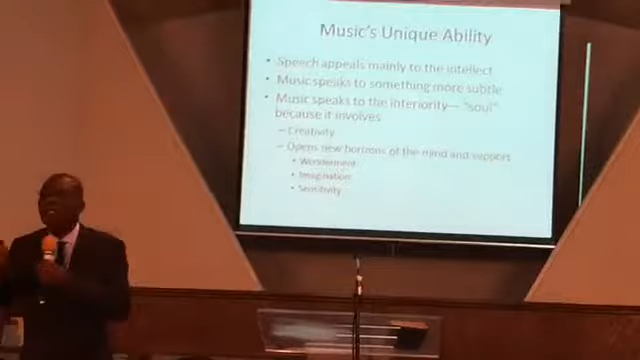 Music's Unique Ability
• Speech appeals mainly to the intellect
• Music speaks to something more subtle
• Music speaks to the interiority— "soul"
because it involves
– Creativity
– Opens new horizons of the mind and support
• Wonderment
• Imagination
• Sensitivity